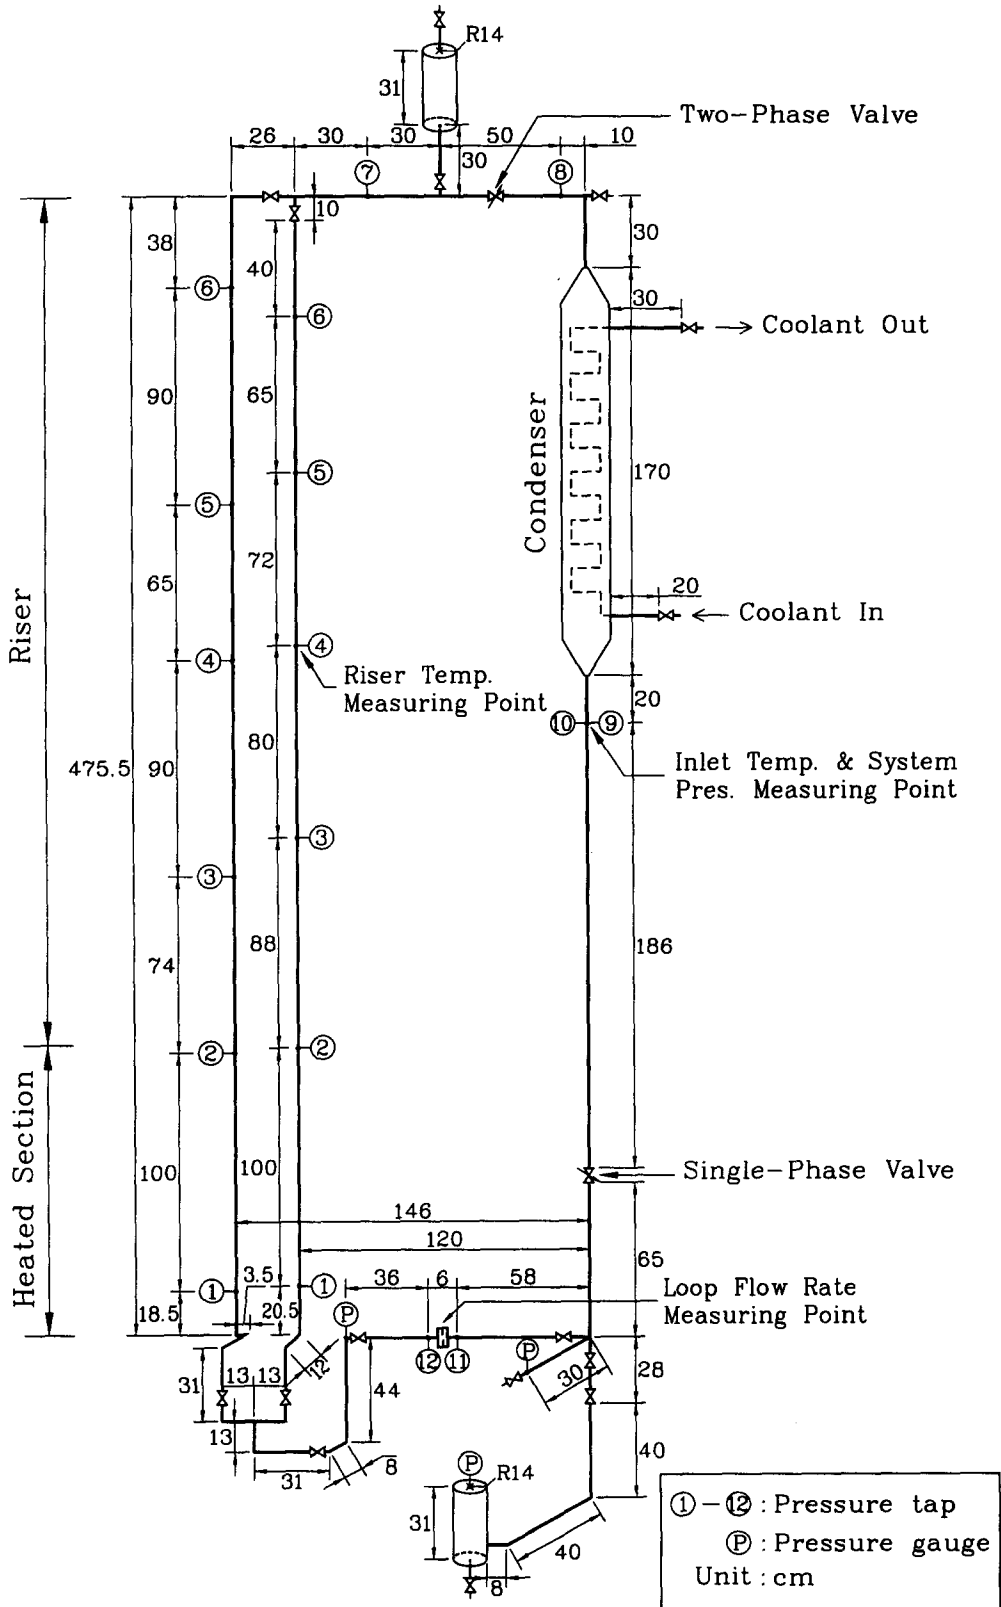 R14
31
Two-Phase Valve
26 30 30 50 10
30
⑦ ⑧
10
38
40
30
⑥ ⑥
30
Coolant Out
90
65
Condenser
170
⑤ ⑤
72
65
20
Coolant In
Riser
④ ④
Riser Temp.
Measuring Point
20
⑩ ⑨
475.5
90
80
Inlet Temp. & System
Pres. Measuring Point
③ ③
74
88
186
② ②
Heated Section
100
100
Single-Phase Valve
146
120
65
① 3.5 ①
36 6 58
Loop Flow Rate
Measuring Point
18.5
20.5
P
12
⑫ ⑪
P
30
28
31
13 13
44
13
31
8
40
P
R14
31
40
8
①-⑫ : Pressure tap
Ⓟ : Pressure gauge
Unit : cm